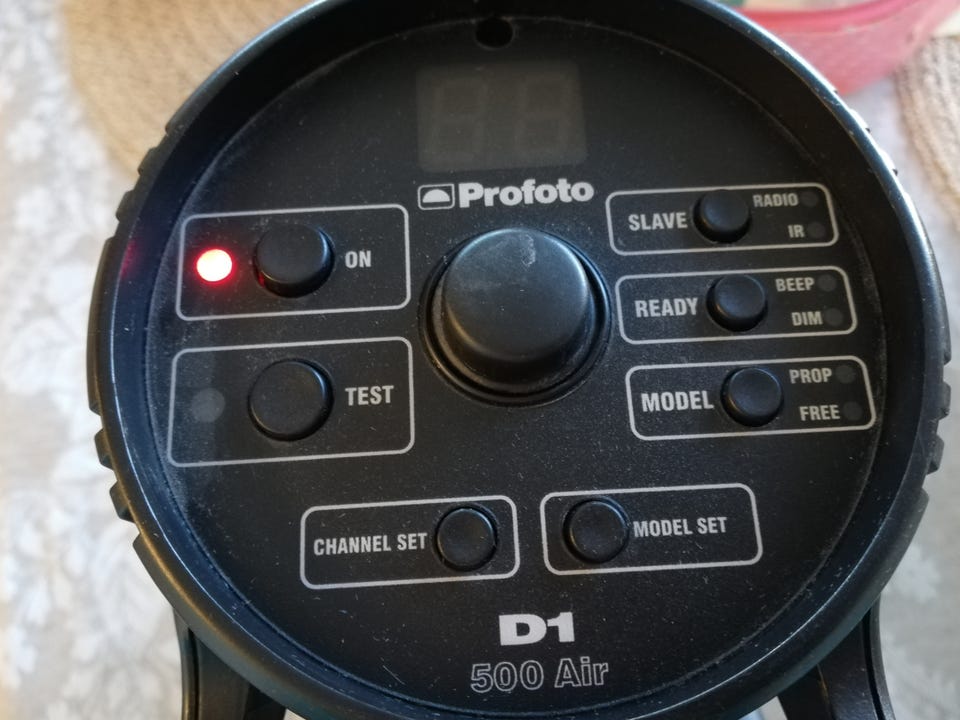 Profoto
ON
TEST
SLAVE
RADIO
IR
READY
BEEP
DIM
MODEL
PROP
FREE
CHANNEL SET
MODEL SET
D1
500 Air